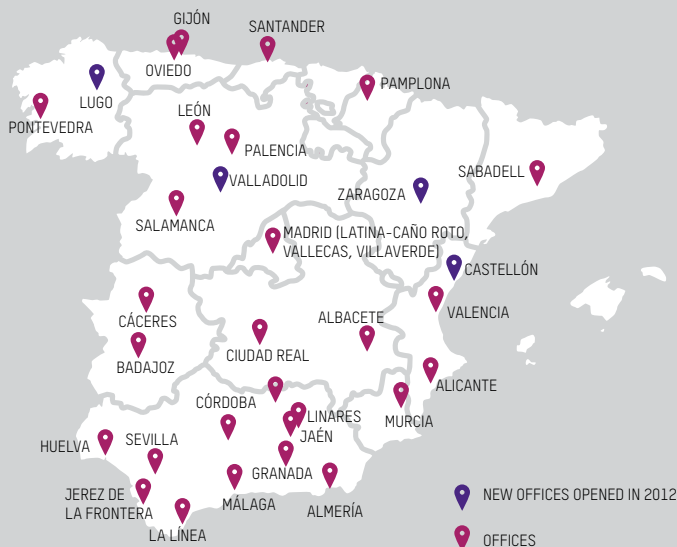 GIJÓN
SANTANDER
OVIEDO
PAMPLONA
LUGO
LEÓN
PONTEVEDRA
PALENCIA
SABADELL
VALLADOLID
ZARAGOZA
SALAMANCA
MADRID (LATINA-CAÑO ROTO,
VALLECAS, VILLAVERDE)
CASTELLÓN
CÁCERES
ALBACETE
VALENCIA
CIUDAD REAL
BADAJOZ
ALICANTE
CÓRDOBA
LINARES
MURCIA
JAÉN
HUELVA
SEVILLA
GRANADA
JEREZ DE
LA FRONTERA
MÁLAGA
ALMERÍA
LA LÍNEA
NEW OFFICES OPENED IN 2012
OFFICES